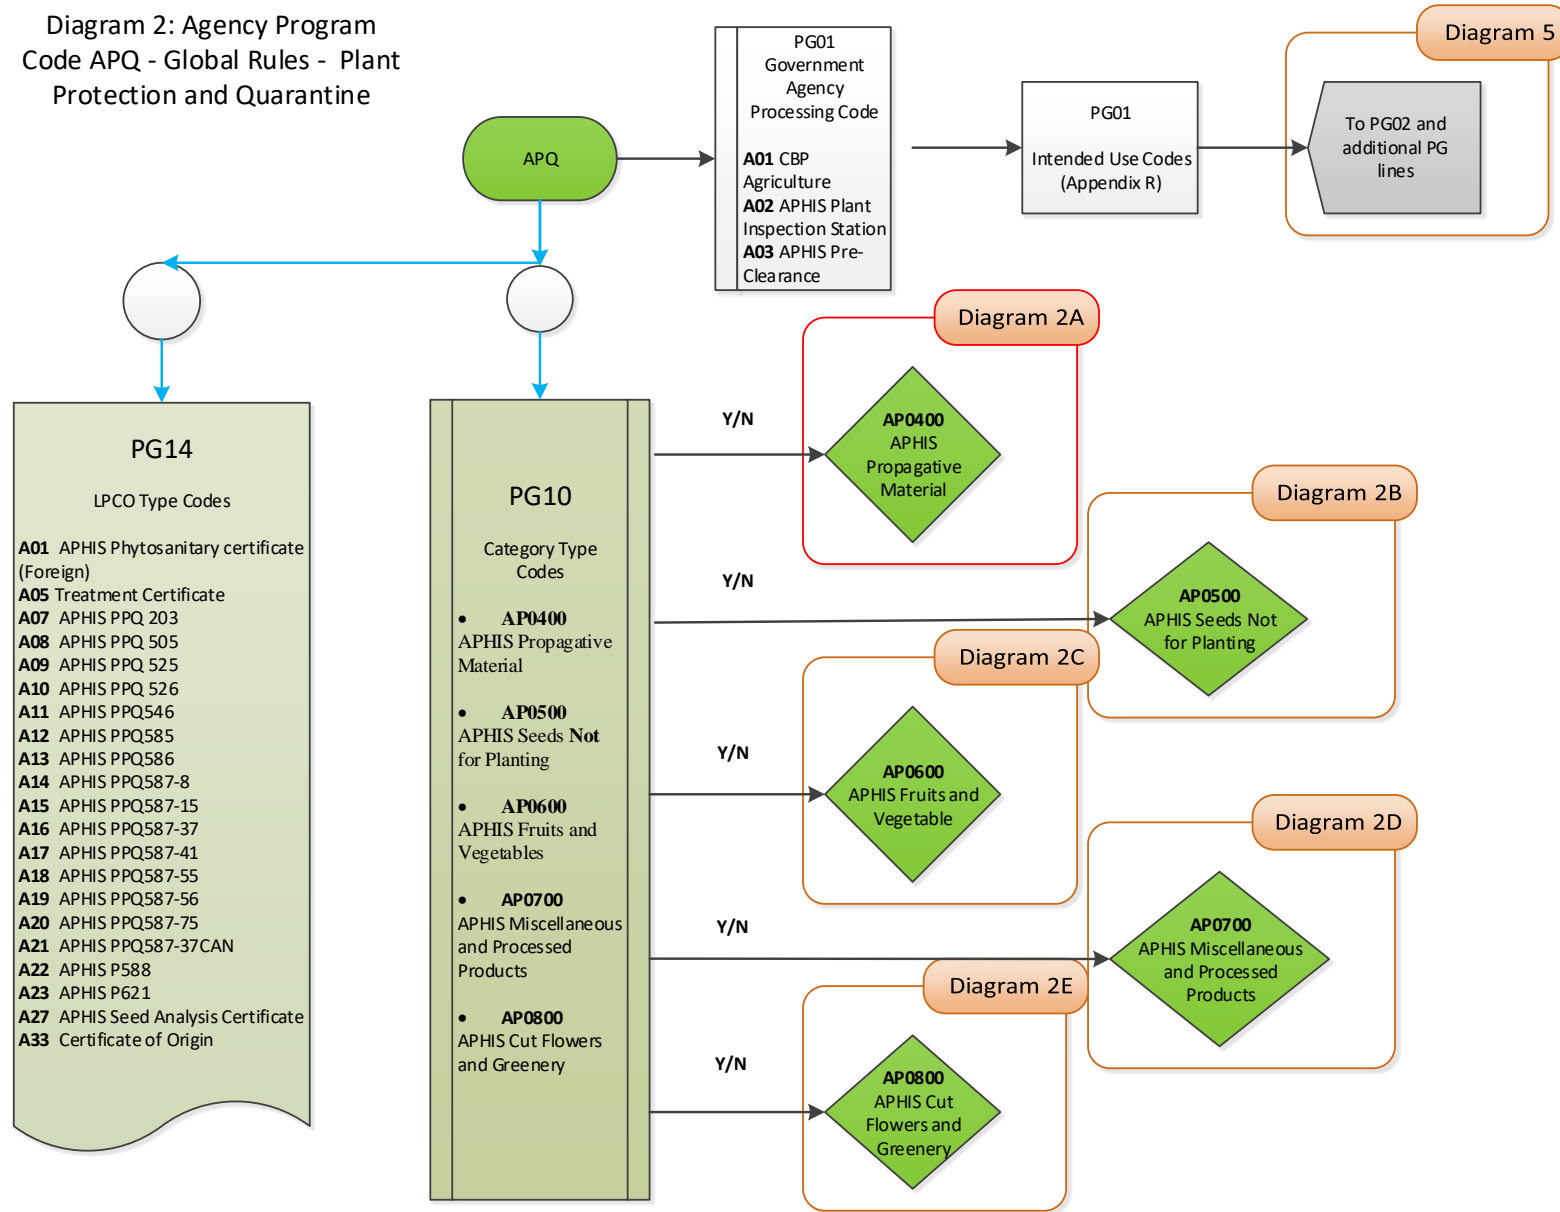 Diagram 2: Agency Program
Code APQ - Global Rules - Plant
Protection and Quarantine
APQ
PG01
Government
Agency
Processing Code
A01 CBP
Agriculture
A02 APHIS Plant
Inspection Station
A03 APHIS Pre-
Clearance
PG01
Intended Use Codes
(Appendix R)
Diagram 5
To PG02 and
additional PG
lines
PG14
LPCO Type Codes
A01 APHIS Phytosanitary certificate
(Foreign)
A05 Treatment Certificate
A07 APHIS PPQ 203
A08 APHIS PPQ 505
A09 APHIS PPQ 525
A10 APHIS PPQ 526
A11 APHIS PPQ546
A12 APHIS PPQ585
A13 APHIS PPQ586
A14 APHIS PPQ587-8
A15 APHIS PPQ587-15
A16 APHIS PPQ587-37
A17 APHIS PPQ587-41
A18 APHIS PPQ587-55
A19 APHIS PPQ587-56
A20 APHIS PPQ587-75
A21 APHIS PPQ587-37CAN
A22 APHIS P588
A23 APHIS P621
A27 APHIS Seed Analysis Certificate
A33 Certificate of Origin
PG10
Category Type
Codes
• AP0400
APHIS Propagative
Material
• AP0500
APHIS Seeds Not
for Planting
• AP0600
APHIS Fruits and
Vegetables
• AP0700
APHIS Miscellaneous
and Processed
Products
• AP0800
APHIS Cut Flowers
and Greenery
Y/N
Diagram 2A
AP0400
APHIS
Propagative
Material
Y/N
Diagram 2B
AP0500
APHIS Seeds Not
for Planting
Y/N
Diagram 2C
AP0600
APHIS Fruits and
Vegetable
Y/N
Diagram 2D
AP0700
APHIS Miscellaneous
and Processed
Products
Y/N
Diagram 2E
AP0800
APHIS Cut
Flowers and
Greenery